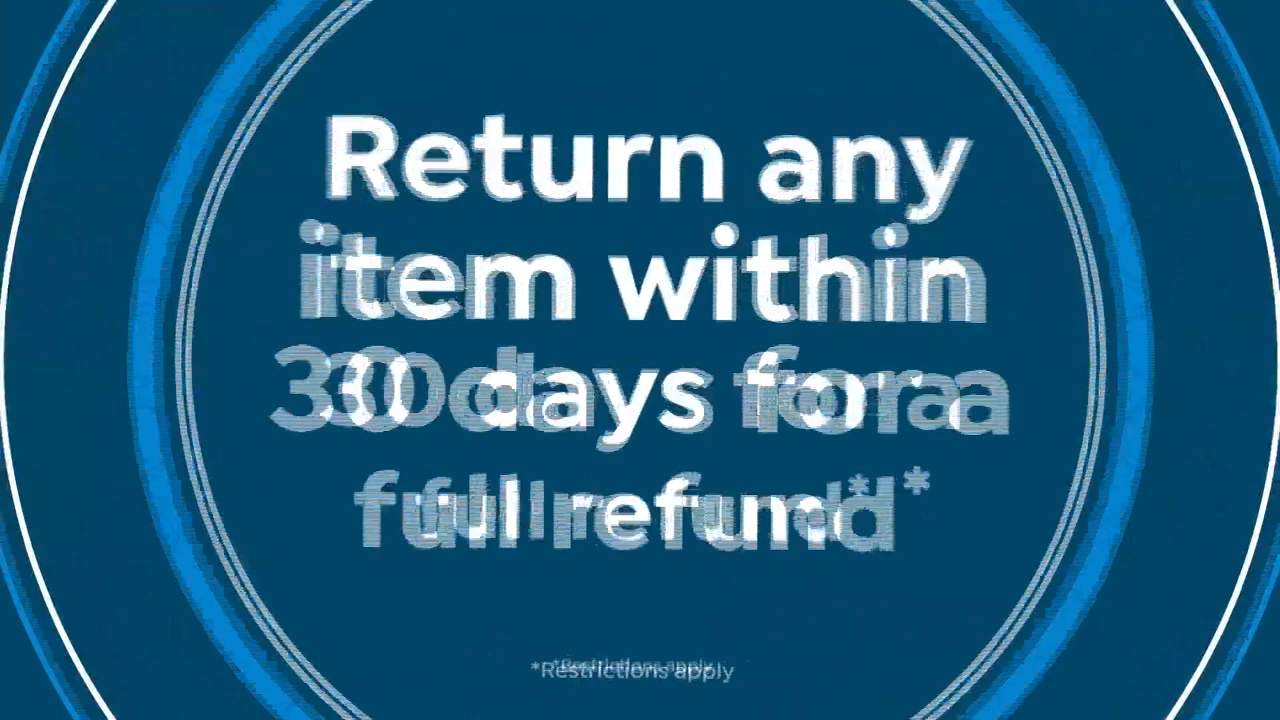 Return any
item within
30 days for a
full refund*
*Restrictions apply